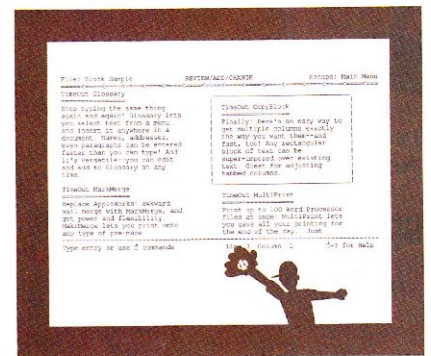 File: Block Sample REVIEW/ADD/CHANGE Escape: Main Menu
TimeOut Glossary
Stop typing the same thing
again and again! Glossary lets
you select text from a menu
and insert it anywhere in a
document. Names, addresses,
even paragraphs can be entered
faster than you can type! And
it's versatile--you can edit
and add to Glossary at any
time.
TimeOut CopyBlock
Finally! Here's an easy way to
get multiple columns exactly
the way you want them--and
fast, too! Any rectangular
block of text can be
super-imposed over existing
text. Great for adjusting
tabbed columns.
TimeOut MarkMerge
Replace AppleWorks' awkward
mail merge with MarkMerge, and
get power and flexibility.
MarkMerge lets you print onto
any type of pre-made
TimeOut MultiPrint
Print up to 100 Word Processor
files at once! MultiPrint lets
you save all your printing for
the end of the day. Just
Type entry or use commands Column 1 for Help